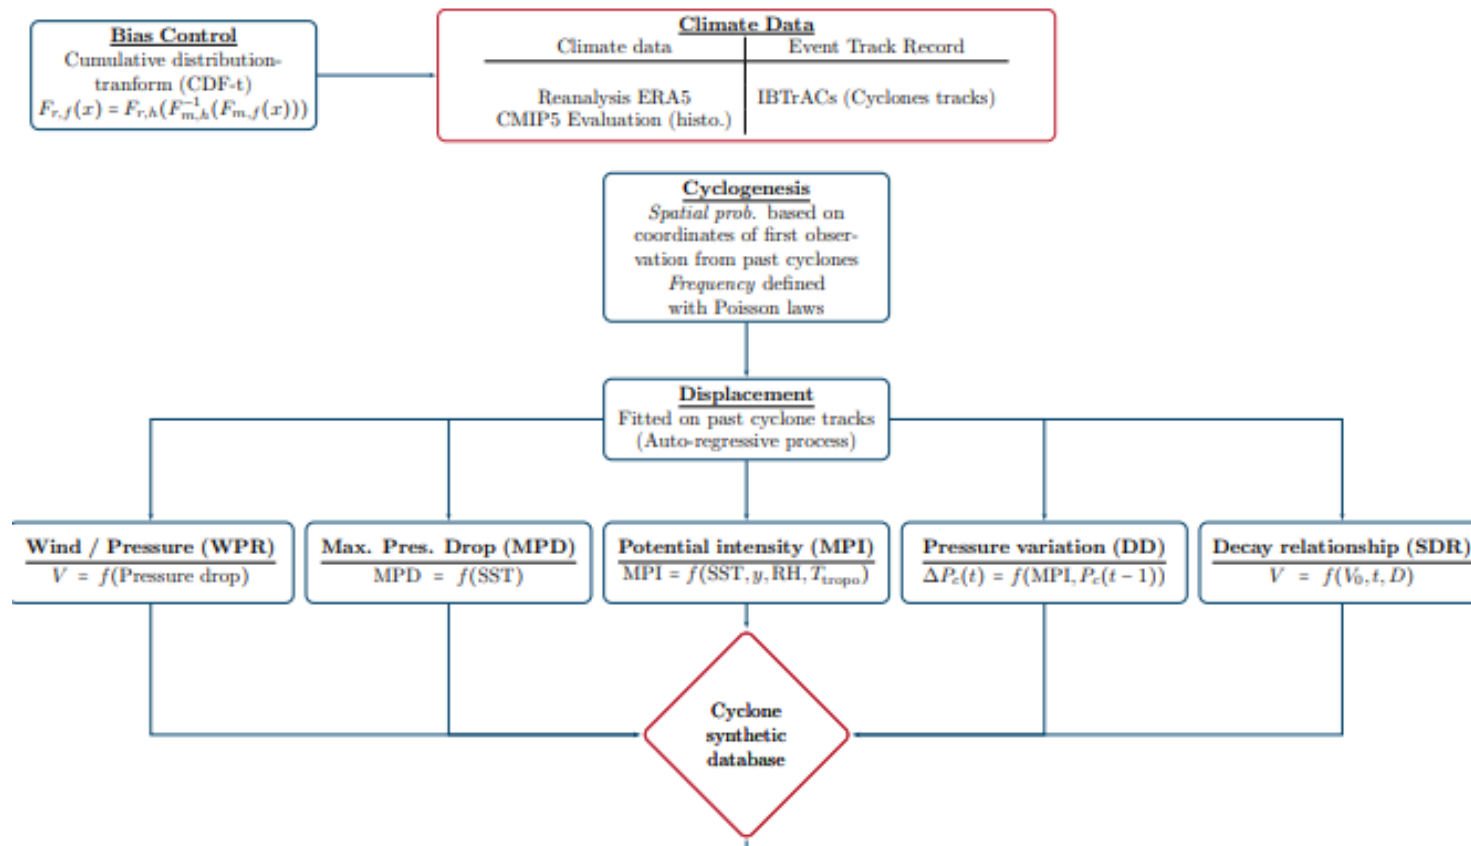 Bias Control
Cumulative distribution-
tranform (CDF-t)
F_{r,f}(x) = F_{r,h}(F_{m,h}^{-1}(F_{m,f}(x)))
Climate Data
Climate data
Event Track Record
Reanalysis ERA5
CMIP5 Evaluation (histo.)
IBTrACs (Cyclones tracks)
Cyclogenesis
Spatial prob. based on
coordinates of first obser-
vation from past cyclones
Frequency defined
with Poisson laws
Displacement
Fitted on past cyclone tracks
(Auto-regressive process)
Wind / Pressure (WPR)
V = f(Pressure drop)
Max. Pres. Drop (MPD)
MPD = f(SST)
Potential intensity (MPI)
MPI = f(SST, y, RH, T_{tropo})
Pressure variation (DD)
ΔP_c(t) = f(MPI, P_c(t − 1))
Decay relationship (SDR)
V = f(V_0, t, D)
Cyclone
synthetic
database